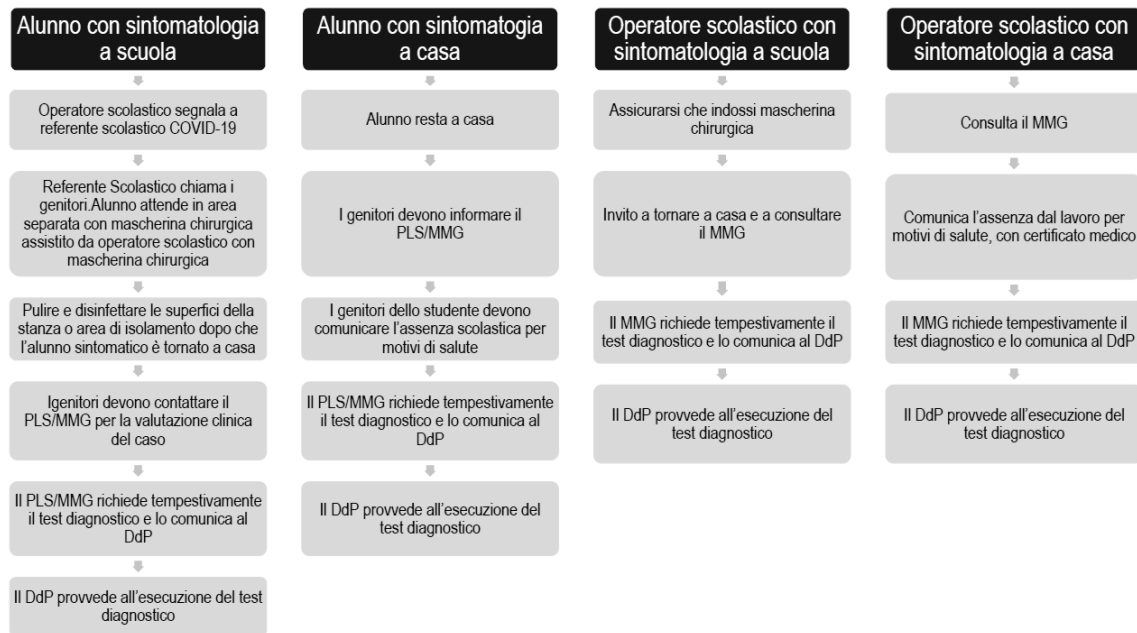 Alunno con sintomatologia
a scuola
Operatore scolastico segnala a
referente scolastico COVID-19
Referente Scolastico chiama i
genitori.Alunno attende in area
separata con mascherina chirurgica
assistito da operatore scolastico con
mascherina chirurgica
Pulire e disinfettare le superfici della
stanza o area di isolamento dopo che
l'alunno sintomatico è tornato a casa
Igenitori devono contattare il
PLS/MMG per la valutazione clinica
del caso
Il PLS/MMG richiede tempestivamente
il test diagnostico e lo comunica al
DdP
Il DdP provvede all'esecuzione del test
diagnostico
Alunno con sintomatogia
a casa
Alunno resta a casa
I genitori devono informare il
PLS/MMG
I genitori dello studente devono
comunicare l'assenza scolastica per
motivi di salute
Il PLS/MMG richiede tempestivamente
il test diagnostico e lo comunica al
DdP
Il DdP provvede all'esecuzione del
test diagnostico
Operatore scolastico con
sintomatologia a scuola
Assicurarsi che indossi mascherina
chirurgica
Invito a tornare a casa e a consultare
il MMG
Il MMG richiede tempestivamente il
test diagnostico e lo comunica al DdP
Il DdP provvede all'esecuzione del
test diagnostico
Operatore scolastico con
sintomatologia a casa
Consulta il MMG
Comunica l'assenza dal lavoro per
motivi di salute, con certificato medico
Il MMG richiede tempestivamente il
test diagnostico e lo comunica al DdP
Il DdP provvede all'esecuzione del
test diagnostico